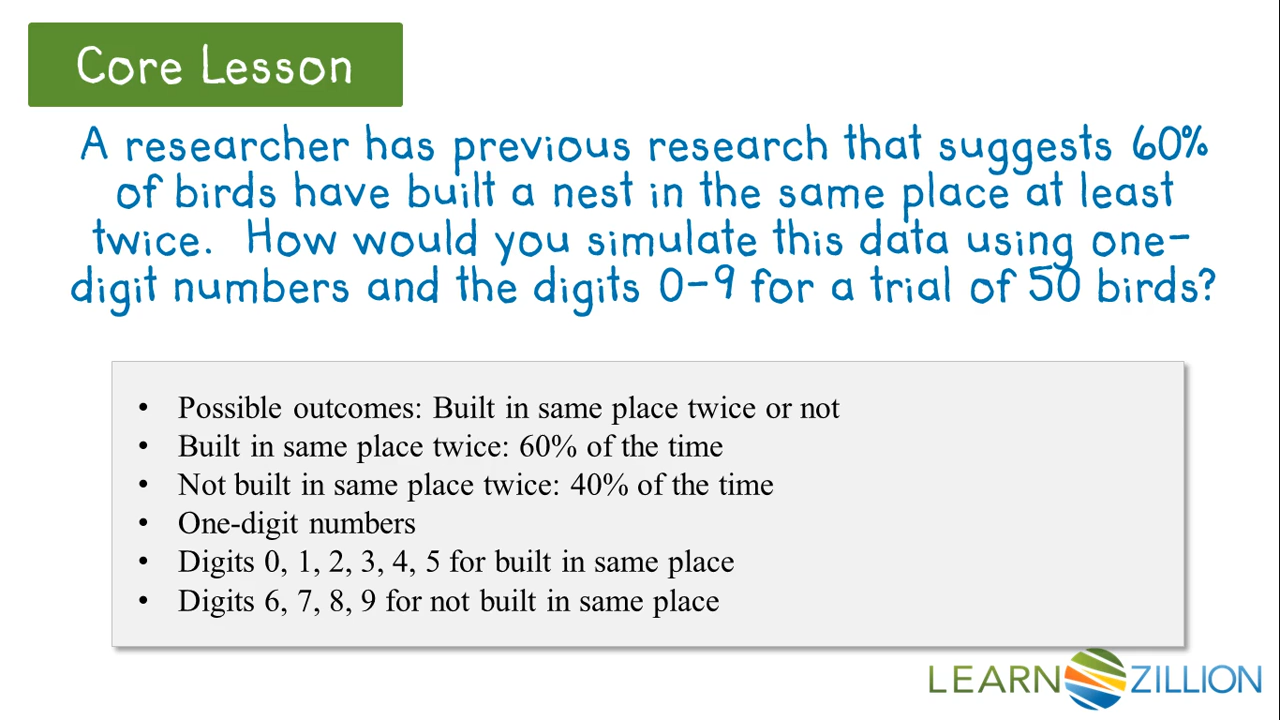 Core Lesson
A researcher has previous research that suggests 60%
of birds have built a nest in the same place at least
twice. How would you simulate this data using one-
digit numbers and the digits 0-9 for a trial of 50 birds?
• Possible outcomes: Built in same place twice or not
• Built in same place twice: 60% of the time
• Not built in same place twice: 40% of the time
• One-digit numbers
• Digits 0, 1, 2, 3, 4, 5 for built in same place
• Digits 6, 7, 8, 9 for not built in same place
LEARN ZILLION